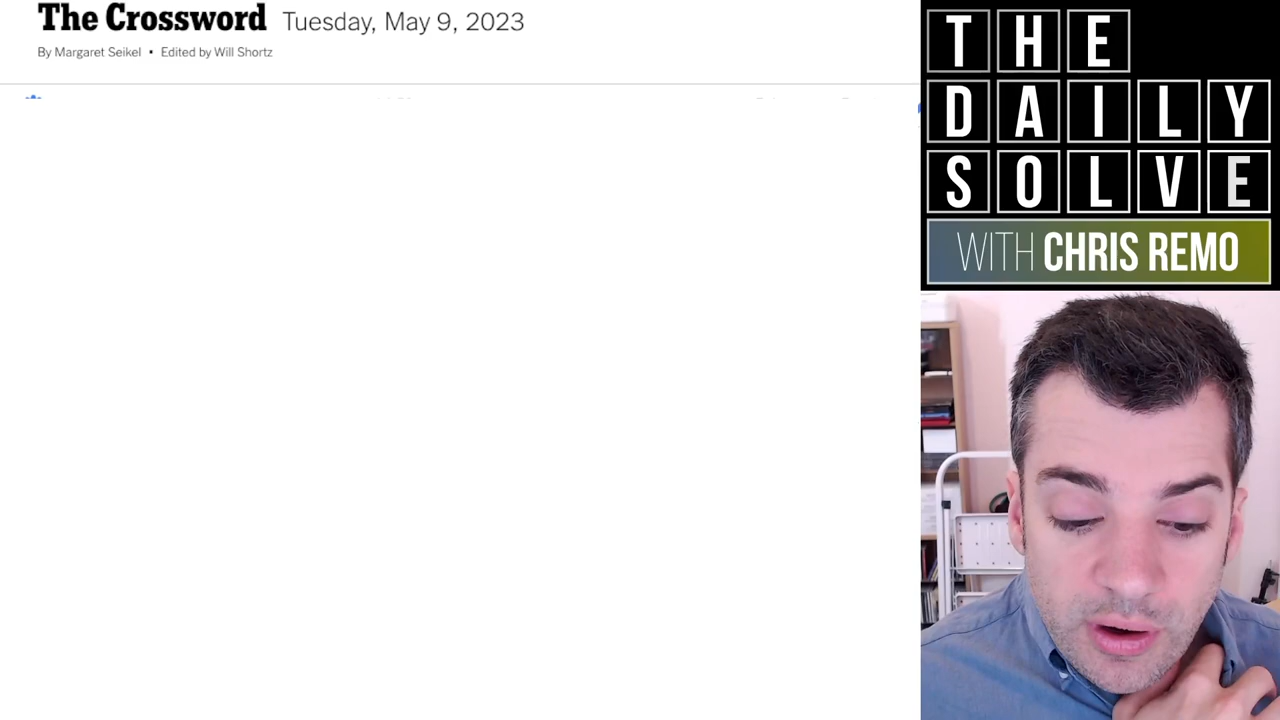 The Crossword Tuesday, May 9, 2023
By Margaret Seikel • Edited by Will Shortz
THE
DAILY
SOLVE
WITH CHRIS REMO